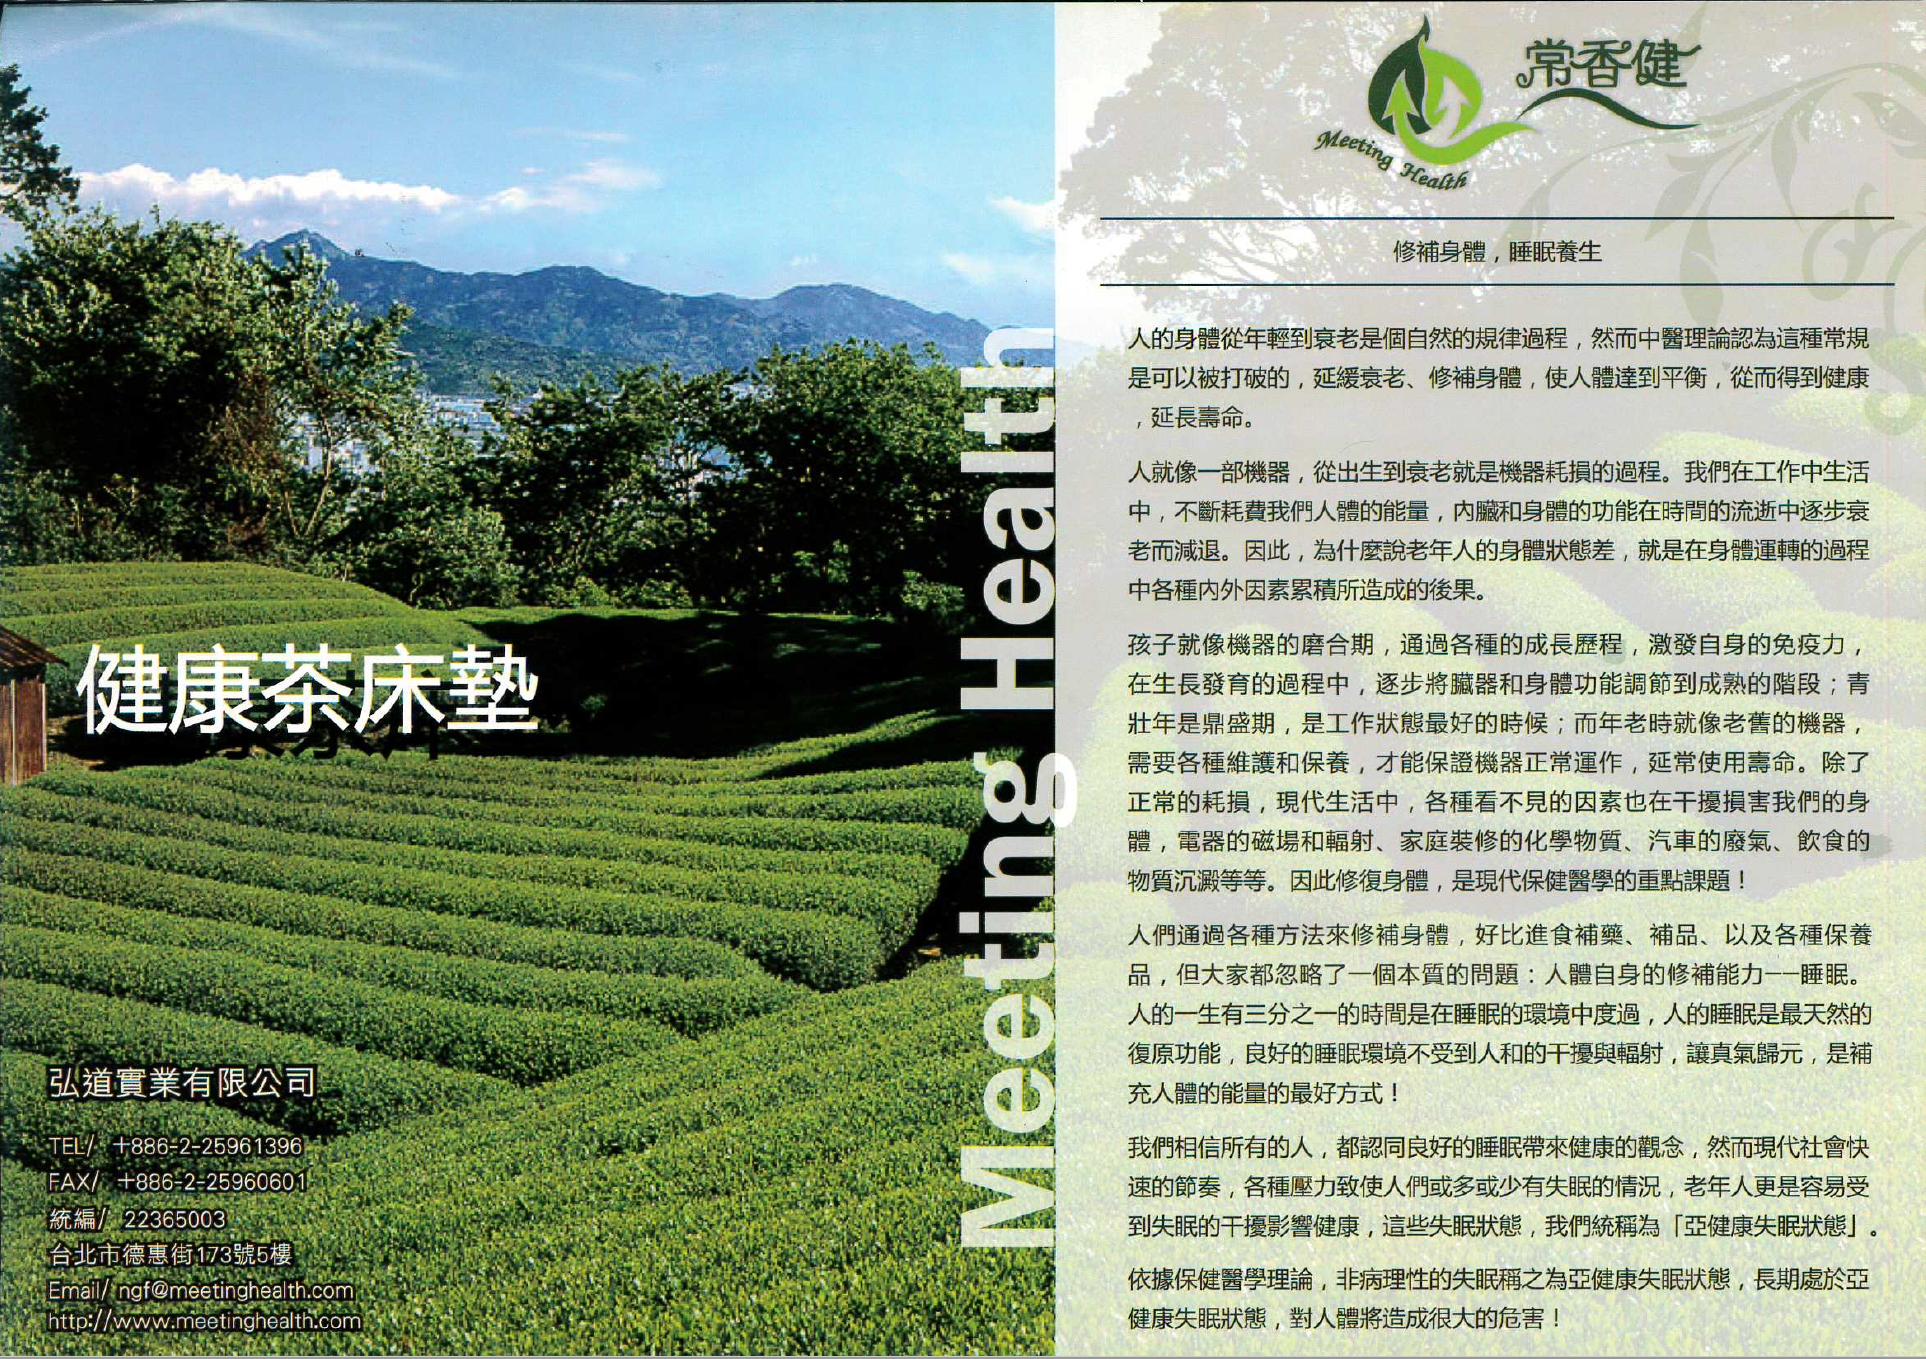 健康茶床墊
弘道實業有限公司
TEL/ +886-2-25961396
FAX/ +886-2-25960601
統編/ 22365003
台北市德惠街173號5樓
Email/ ngf@meetinghealth.com
http://www.meetinghealth.com
Meeting Health
常香健
Meeting Health
修補身體，睡眠養生
人的身體從年輕到衰老是個自然的規律過程，然而中醫理論認為這種常規
是可以被打破的，延緩衰老、修補身體，使人體達到平衡，從而得到健康
，延長壽命。
人就像一部機器，從出生到衰老就是機器耗損的過程。我們在工作中生活
中，不斷耗費我們人體的能量，內臟和身體的功能在時間的流逝中逐步衰
老而減退。因此，為什麼說老年人的身體狀態差，就是在身體運轉的過程
中各種內外因素累積所造成的後果。
孩子就像機器的磨合期，通過各種的成長歷程，激發自身的免疫力，
在生長發育的過程中，逐步將臟器和身體功能調節到成熟的階段；青
壯年是鼎盛期，是工作狀態最好的時候；而年老時就像老舊的機器，
需要各種維護和保養，才能保證機器正常運作，延常使用壽命。除了
正常的耗損，現代生活中，各種看不見的因素也在干擾損害我們的身
體，電器的磁場和輻射、家庭裝修的化學物質、汽車的廢氣、飲食的
物質沉澱等等。因此修復身體，是現代保健醫學的重點課題！
人們通過各種方法來修補身體，好比進食補藥、補品、以及各種保養
品，但大家都忽略了一個本質的問題：人體自身的修補能力──睡眠。
人的一生有三分之一的時間是在睡眠的環境中度過，人的睡眠是最天然的
復原功能，良好的睡眠環境不受到人和的干擾與輻射，讓真氣歸元，是補
充人體的能量的最好方式！
我們相信所有的人，都認同良好的睡眠帶來健康的觀念，然而現代社會快
速的節奏，各種壓力致使人們或多或少有失眠的情況，老年人更是容易受
到失眠的干擾影響健康，這些失眠狀態，我們統稱為「亞健康失眠狀態」。
依據保健醫學理論，非病理性的失眠稱之為亞健康失眠狀態，長期處於亞
健康失眠狀態，對人體將造成很大的危害！